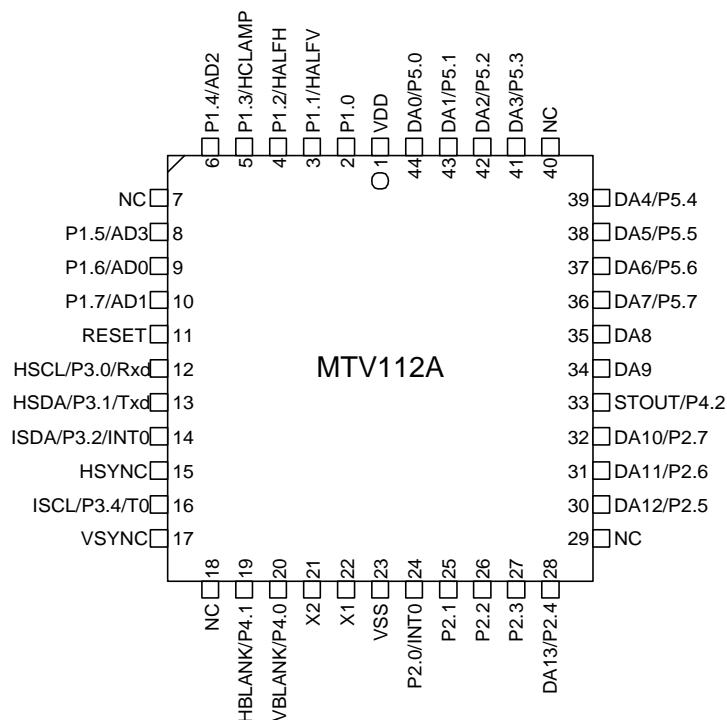 P1.4/AD2
P1.3/HCLAMP
P1.2/HALFH
P1.1/HALFV
P1.0
VDD
DA0/P5.0
DA1/P5.1
DA2/P5.2
DA3/P5.3
NC
6
5
4
3
2
1
44
43
42
41
40
NC 7
P1.5/AD3 8
P1.6/AD0 9
P1.7/AD1 10
RESET 11
HSCL/P3.0/Rxd 12
HSDA/P3.1/Txd 13
ISDA/P3.2/INT0 14
HSYNC 15
ISCL/P3.4/T0 16
VSYNC 17
MTV112A
39 DA4/P5.4
38 DA5/P5.5
37 DA6/P5.6
36 DA7/P5.7
35 DA8
34 DA9
33 STOUT/P4.2
32 DA10/P2.7
31 DA11/P2.6
30 DA12/P2.5
29 NC
18
19
20
21
22
23
24
25
26
27
28
NC
HBLANK/P4.1
VBLANK/P4.0
X2
X1
VSS
P2.0/INT0
P2.1
P2.2
P2.3
DA13/P2.4